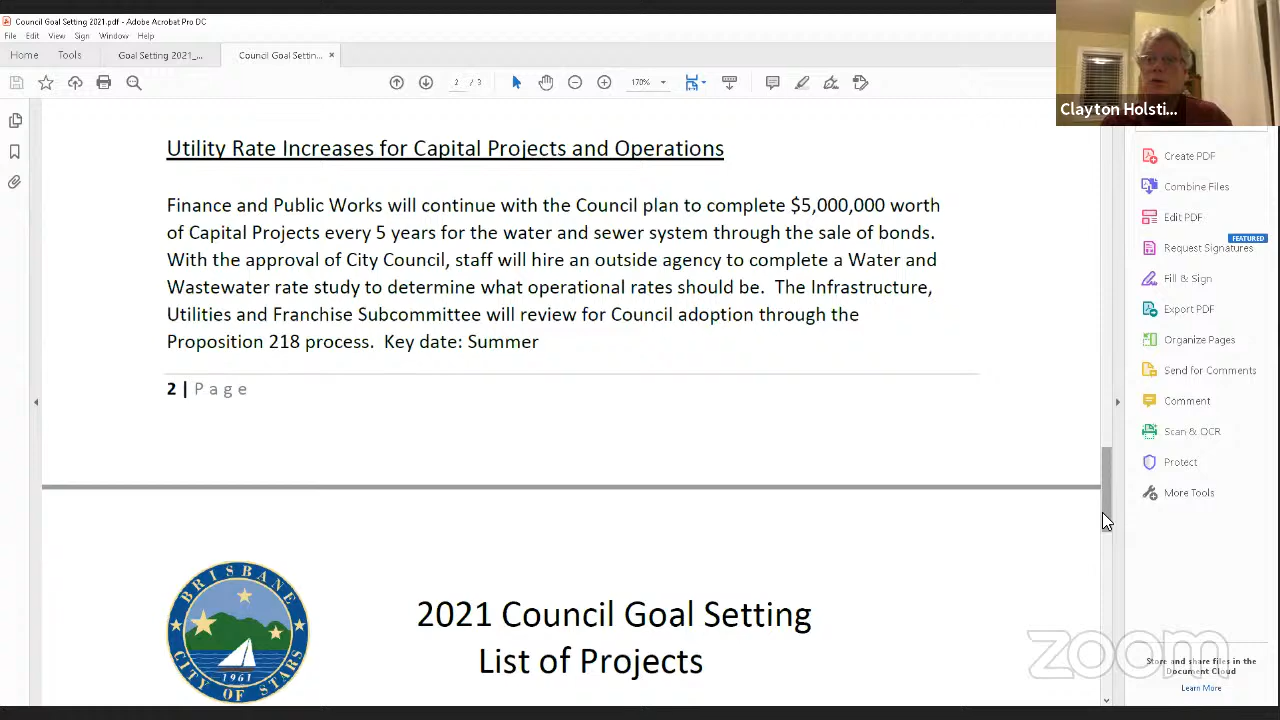 Council Goal Setting 2021.pdf - Adobe Acrobat Pro DC
File Edit View Sign Window Help
Home Tools Goal Setting 2021_... Council Goal Settin... ×
170%
Clayton Holsti...
Utility Rate Increases for Capital Projects and Operations
Finance and Public Works will continue with the Council plan to complete $5,000,000 worth
of Capital Projects every 5 years for the water and sewer system through the sale of bonds.
With the approval of City Council, staff will hire an outside agency to complete a Water and
Wastewater rate study to determine what operational rates should be. The Infrastructure,
Utilities and Franchise Subcommittee will review for Council adoption through the
Proposition 218 process. Key date: Summer
2 | Page
BRISBANE
CITY OF STARS
1961
2021 Council Goal Setting
List of Projects
Create PDF
Combine Files
Edit PDF
FEATURED
Request Signatures
Fill & Sign
Export PDF
Organize Pages
Send for Comments
Comment
Scan & OCR
Protect
More Tools
zoom
Store and share files in the
Document Cloud
Learn More